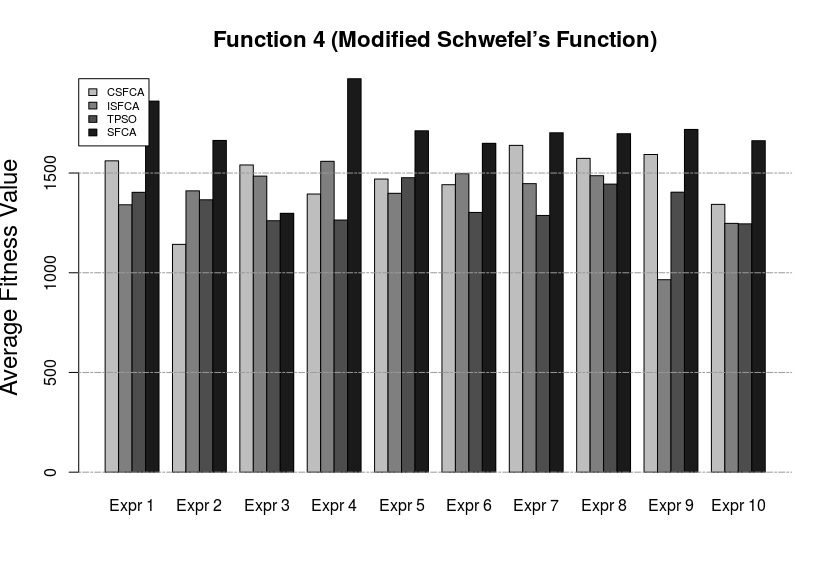 Function 4 (Modified Schwefel’s Function)
CSFCA
ISFCA
TPSO
SFCA
Average Fitness Value
1500
1000
500
0
Expr 1 Expr 2 Expr 3 Expr 4 Expr 5 Expr 6 Expr 7 Expr 8 Expr 9 Expr 10